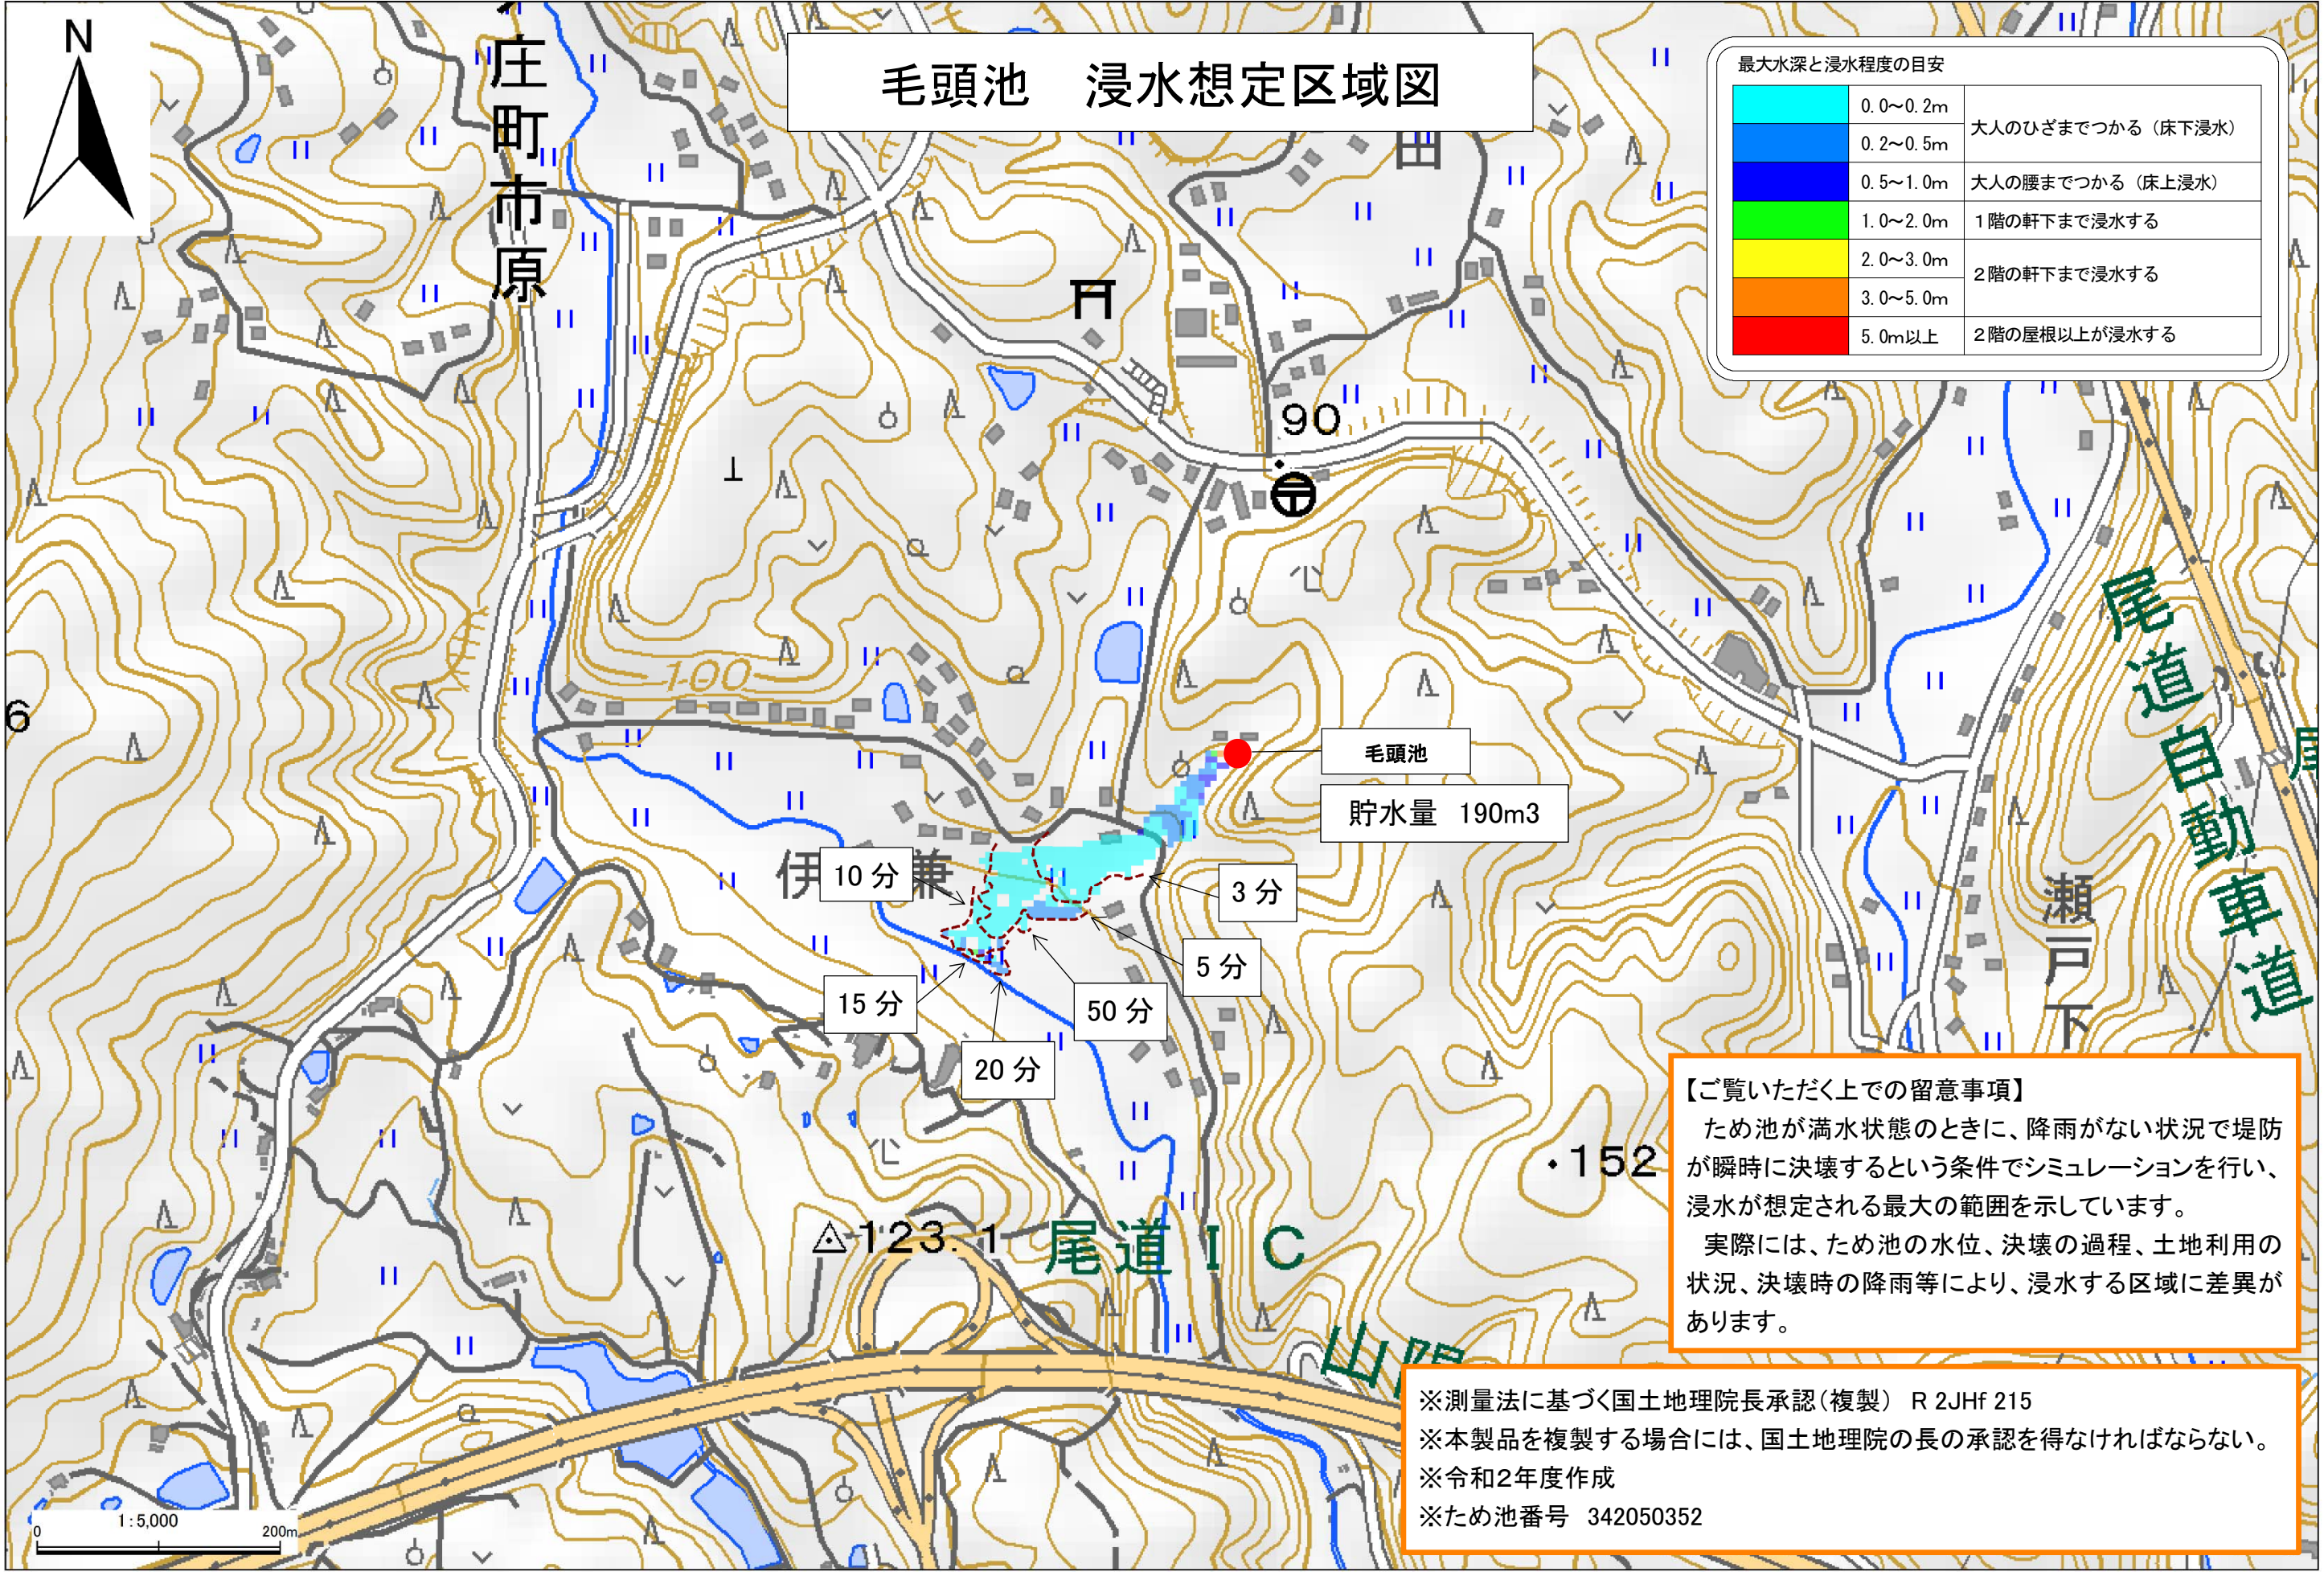 N
毛頭池 浸水想定区域図
最大水深と浸水程度の目安
0.0～0.2m
大人のひざまでつかる（床下浸水）
0.2～0.5m
0.5～1.0m 大人の腰までつかる（床上浸水）
1.0～2.0m 1階の軒下まで浸水する
2.0～3.0m
2階の軒下まで浸水する
3.0～5.0m
5.0m以上 2階の屋根以上が浸水する
庄町市原
90
100
6
尾道自動車道
毛頭池
貯水量 190m3
伊
兼
10 分
3 分
5 分
15 分
50 分
20 分
瀬戸下
152
123.1
尾道ＩＣ
山陽
【ご覧いただく上での留意事項】
ため池が満水状態のときに、降雨がない状況で堤防
が瞬時に決壊するという条件でシミュレーションを行い、
浸水が想定される最大の範囲を示しています。
実際には、ため池の水位、決壊の過程、土地利用の
状況、決壊時の降雨等により、浸水する区域に差異が
あります。
※測量法に基づく国土地理院長承認（複製） R 2JHf 215
※本製品を複製する場合には、国土地理院の長の承認を得なければならない。
※令和2年度作成
※ため池番号 342050352
1:5,000
0 200m